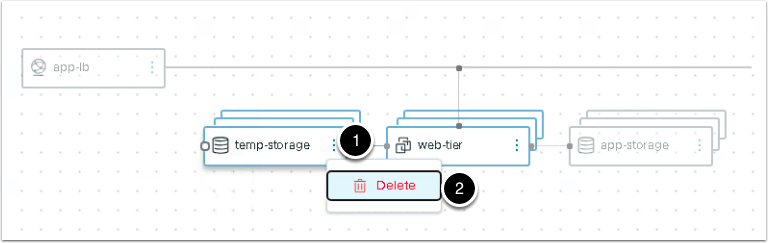 app-lb
temp-storage
1
web-tier
app-storage
Delete
2